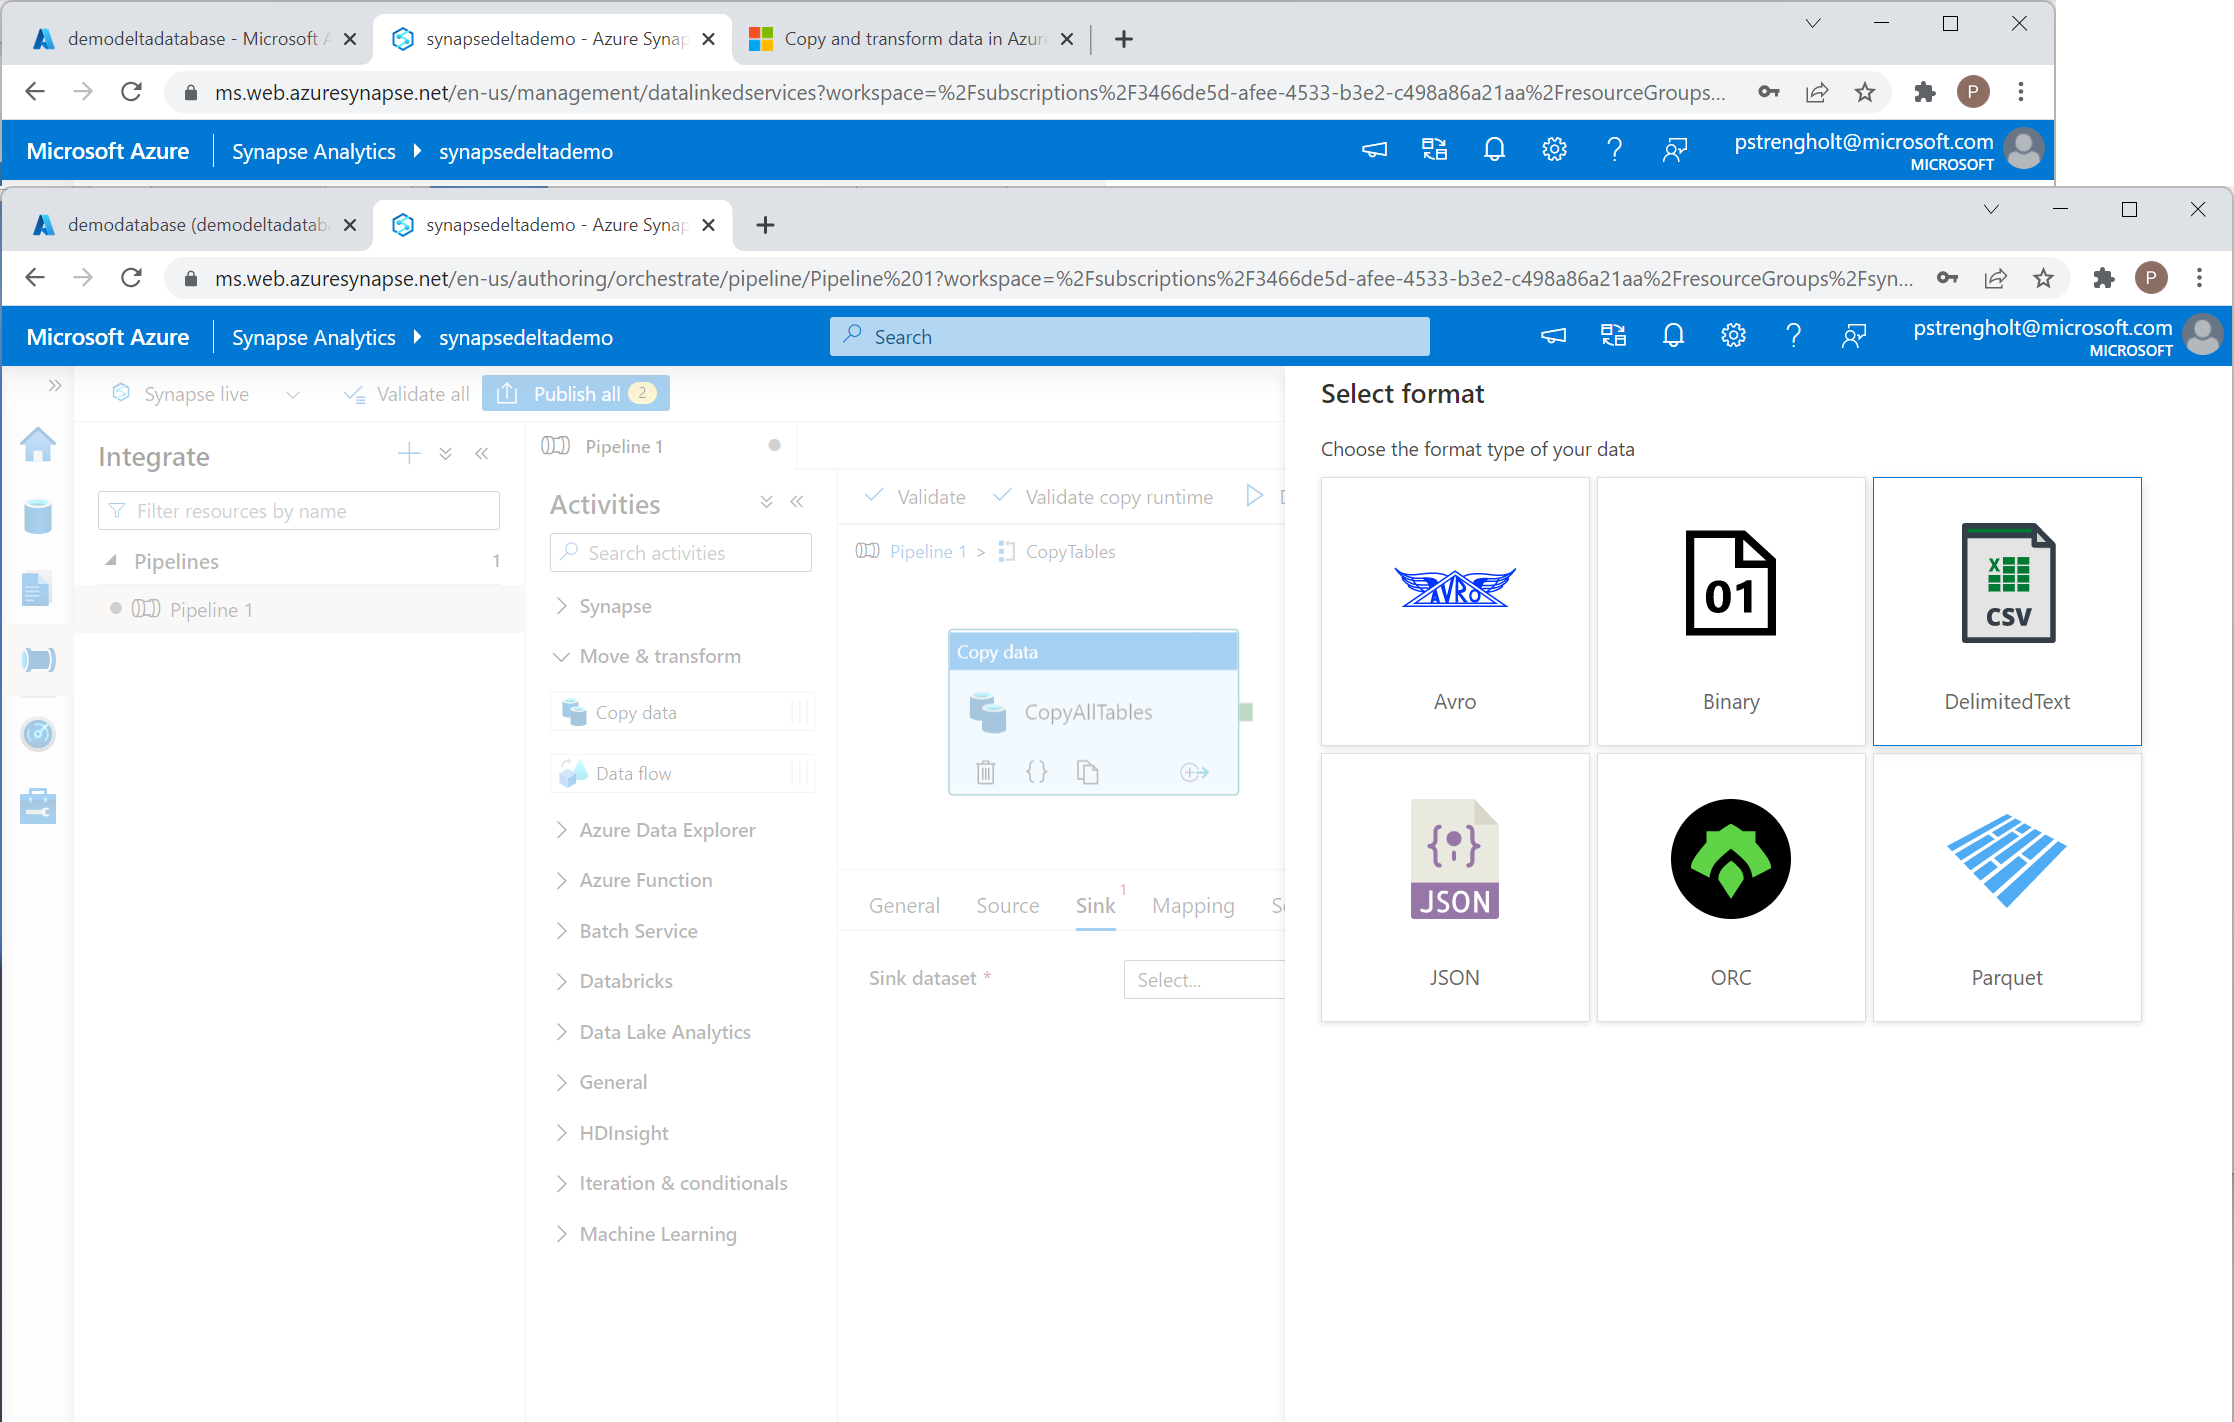 demodeltadatabase - Microsoft A
synapsedeltademo - Azure Synap
Copy and transform data in Azur
ms.web.azuresynapse.net/en-us/management/datalinkedservices?workspace=%2Fsubscriptions%2F3466de5d-afee-4533-b3e2-c498a86a21aa%2FresourceGroups...
P
Microsoft Azure
Synapse Analytics
synapsedeltademo
pstrengholt@microsoft.com
MICROSOFT
demodatabase (demodeltadatab
synapsedeltademo - Azure Synap
ms.web.azuresynapse.net/en-us/authoring/orchestrate/pipeline/Pipeline%201?workspace=%2Fsubscriptions%2F3466de5d-afee-4533-b3e2-c498a86a21aa%2FresourceGroups%2Fsyn...
P
Microsoft Azure
Synapse Analytics
synapsedeltademo
Search
pstrengholt@microsoft.com
MICROSOFT
Synapse live
Validate all
Publish all 2
Integrate
Filter resources by name
Pipelines 1
Pipeline 1
Pipeline 1
Activities
Search activities
Synapse
Move & transform
Copy data
Data flow
Azure Data Explorer
Azure Function
Batch Service
Databricks
Data Lake Analytics
General
HDInsight
Iteration & conditionals
Machine Learning
Validate
Validate copy runtime
Pipeline 1 > CopyTables
Copy data
CopyAllTables
General
Source
Sink 1
Mapping
Se
Sink dataset *
Select...
Select format
Choose the format type of your data
AVRO
Avro
01
Binary
X
CSV
DelimitedText
JSON
JSON
ORC
Parquet